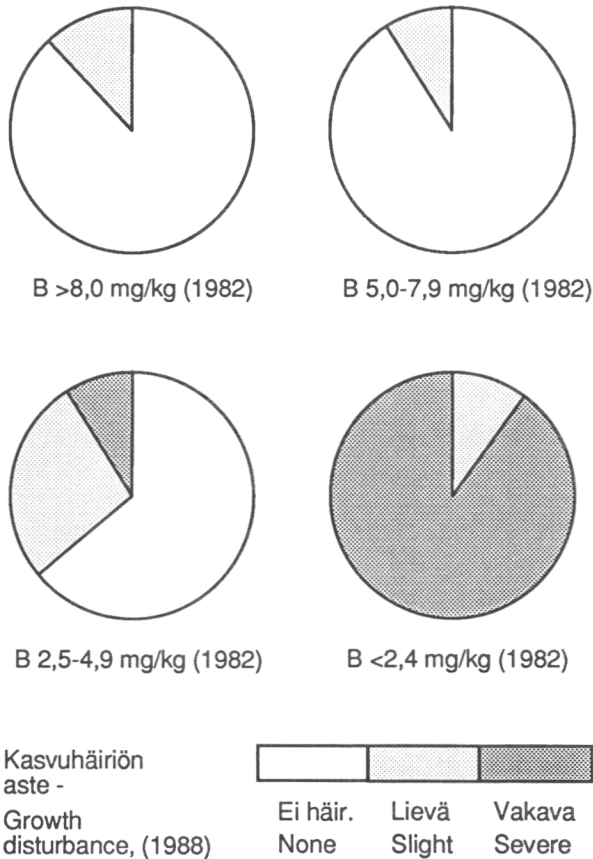 B >8,0 mg/kg (1982)
B 5,0-7,9 mg/kg (1982)
B 2,5-4,9 mg/kg (1982)
B <2,4 mg/kg (1982)
Kasvuhäiriön
aste -
Growth
disturbance, (1988)
Ei häir.
None
Lievä
Slight
Vakava
Severe